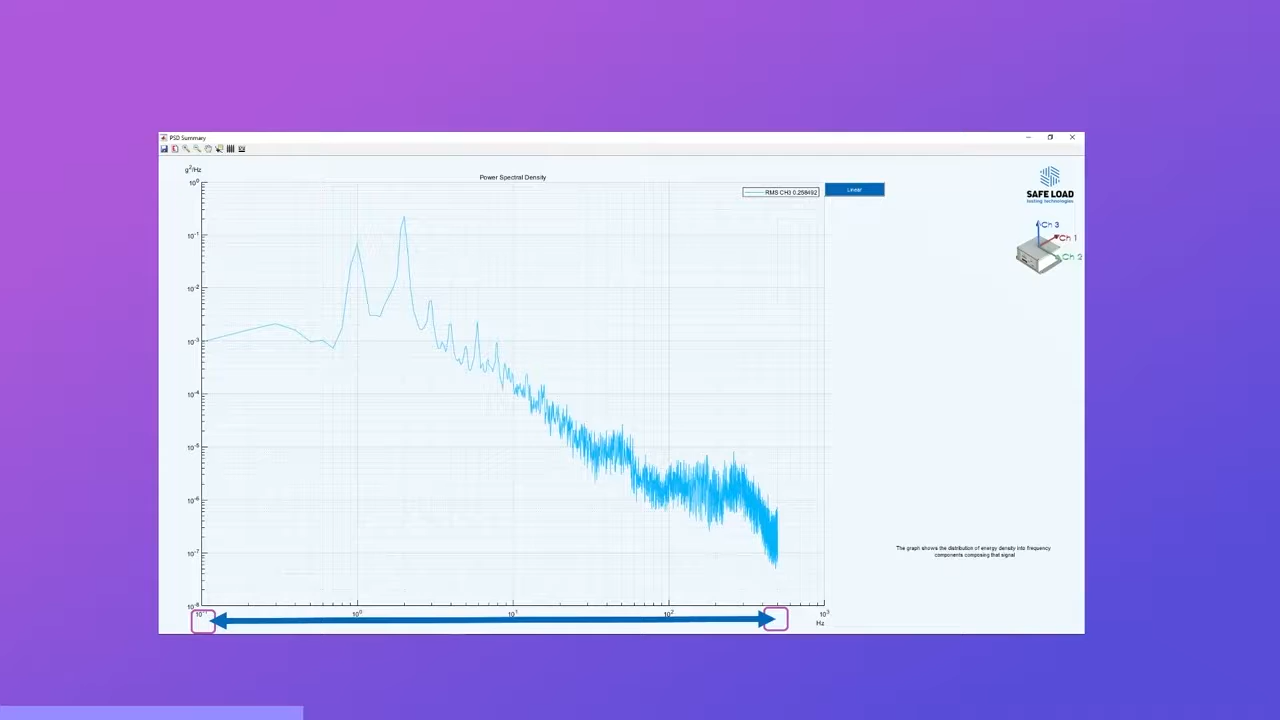 PSD Summary
g²/Hz
Power Spectral Density
10⁰
RMS CH3 0.258492
Linear
SAFE LOAD
testing technologies
Ch 3
Ch 1
Ch 2
10⁻¹
10⁻²
10⁻³
10⁻⁴
10⁻⁵
10⁻⁶
10⁻⁷
The graph shows the distribution of energy density into frequency
components composing that signal
10⁻⁸
10⁻¹ 10⁰ 10¹ 10² 10³
Hz